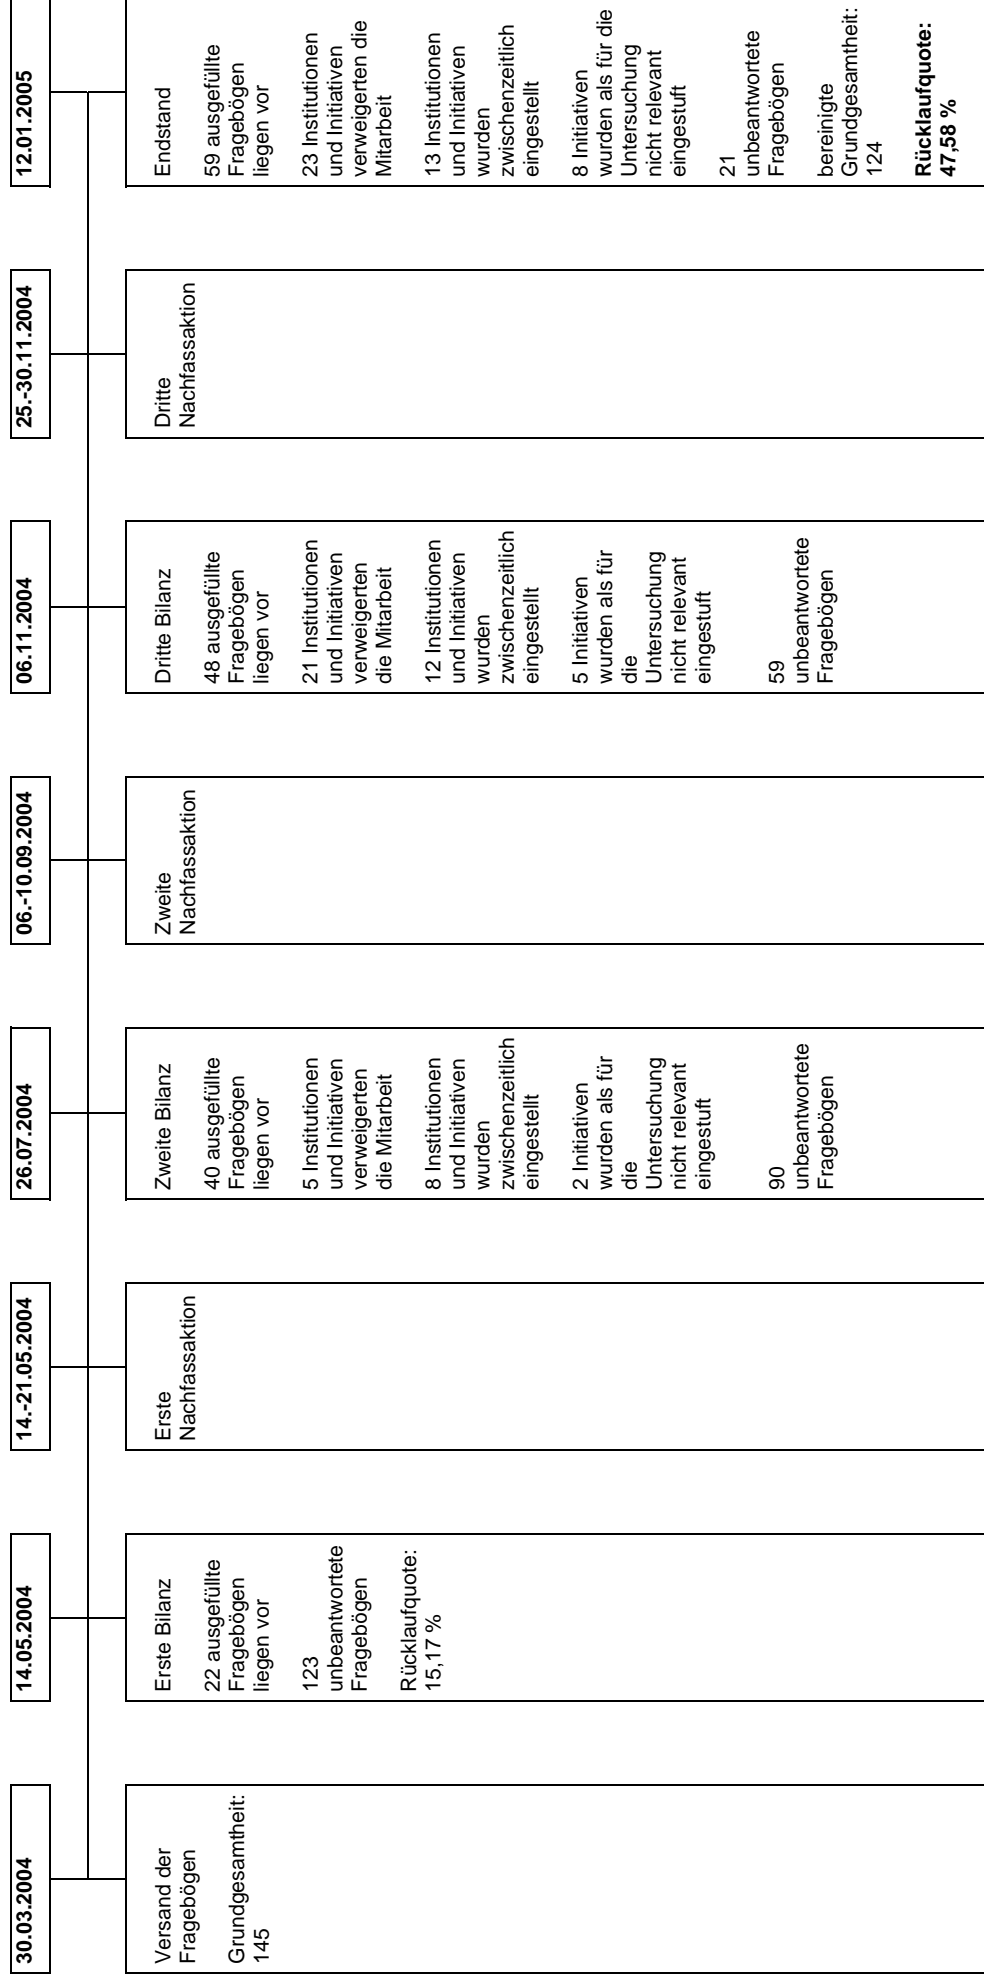 30.03.2004
Versand der
Fragebögen
Grundgesamtheit:
145
14.05.2004
Erste Bilanz
22 ausgefüllte
Fragebögen
liegen vor
123
unbeantwortete
Fragebögen
Rücklaufquote:
15,17 %
14.-21.05.2004
Erste
Nachfassaktion
26.07.2004
Zweite Bilanz
40 ausgefüllte
Fragebögen
liegen vor
5 Institutionen
und Initiativen
verweigerten
die Mitarbeit
8 Institutionen
und Initiativen
wurden
zwischenzeitlich
eingestellt
2 Initiativen
wurden als für
die
Untersuchung
nicht relevant
eingestuft
90
unbeantwortete
Fragebögen
06.-10.09.2004
Zweite
Nachfassaktion
06.11.2004
Dritte Bilanz
48 ausgefüllte
Fragebögen
liegen vor
21 Institutionen
und Initiativen
verweigerten
die Mitarbeit
12 Institutionen
und Initiativen
wurden
zwischenzeitlich
eingestellt
5 Initiativen
wurden als für
die
Untersuchung
nicht relevant
eingestuft
59
unbeantwortete
Fragebögen
25.-30.11.2004
Dritte
Nachfassaktion
12.01.2005
Endstand
59 ausgefüllte
Fragebögen
liegen vor
23 Institutionen
und Initiativen
verweigerten die
Mitarbeit
13 Institutionen
und Initiativen
wurden
zwischenzeitlich
eingestellt
8 Initiativen
wurden als für die
Untersuchung
nicht relevant
eingestuft
21
unbeantwortete
Fragebögen
bereinigte
Grundgesamtheit:
124
Rücklaufquote:
47,58 %